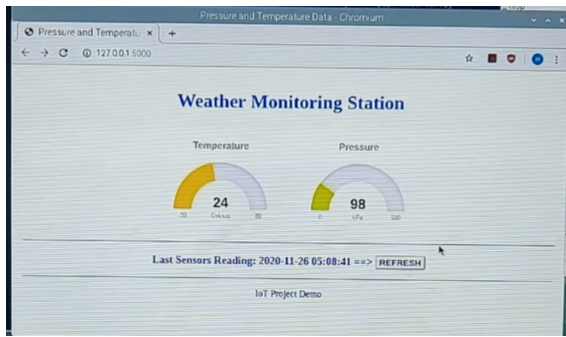 Pressure and Temperature Data - Chromium
Pressure and Temperatu × +
127.0.0.1:5000
Weather Monitoring Station
Temperature
Pressure
24
98
Celsius
0
kPa
Last Sensors Reading: 2020-11-26 05:08:41 ==> REFRESH
IoT Project Demo